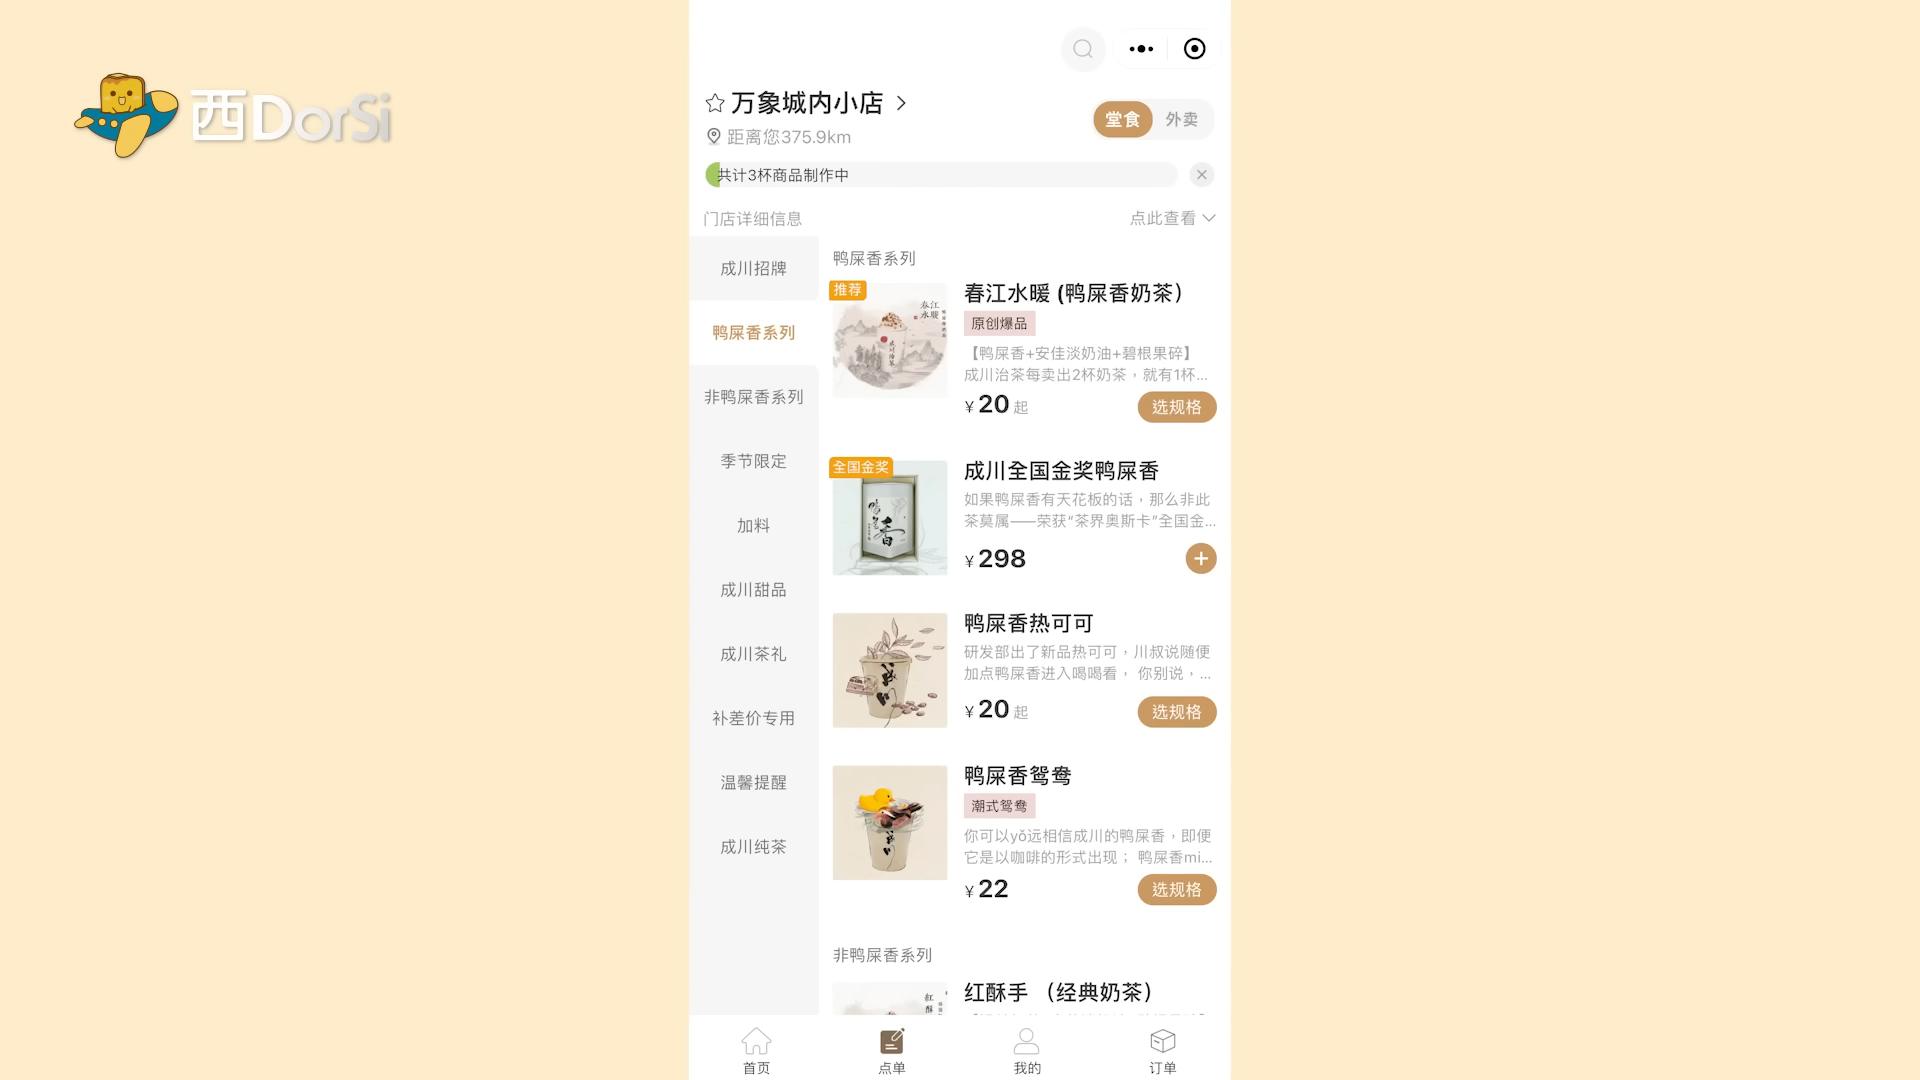 西DorSi
万象城内小店
堂食
外卖
距离您375.9km
共计3杯商品制作中
门店详细信息
点此查看
成川招牌
鸭屎香系列
非鸭屎香系列
季节限定
加料
成川甜品
成川茶礼
补差价专用
温馨提醒
成川纯茶
鸭屎香系列
推荐
春江
水暖
春江水暖 (鸭屎香奶茶）
原创爆品
【鸭屎香+安佳淡奶油+碧根果碎】
成川治茶每卖出2杯奶茶，就有1杯...
¥20起
选规格
全国金奖
成川全国金奖鸭屎香
如果鸭屎香有天花板的话，那么非此
茶莫属——荣获“茶界奥斯卡”全国金...
¥298
鸭屎香热可可
研发部出了新品热可可，川叔说随便
加点鸭屎香进入喝喝看， 你别说，...
¥20起
選规格
鸭屎香鸳鸯
潮式鸳鸯
你可以yǒ远相信成川的鸭屎香，即便
它是以咖啡的形式出现； 鸭屎香mi...
¥22
选规格
非鸭屎香系列
红酥手 （经典奶茶）
首页
点单
我的
订单